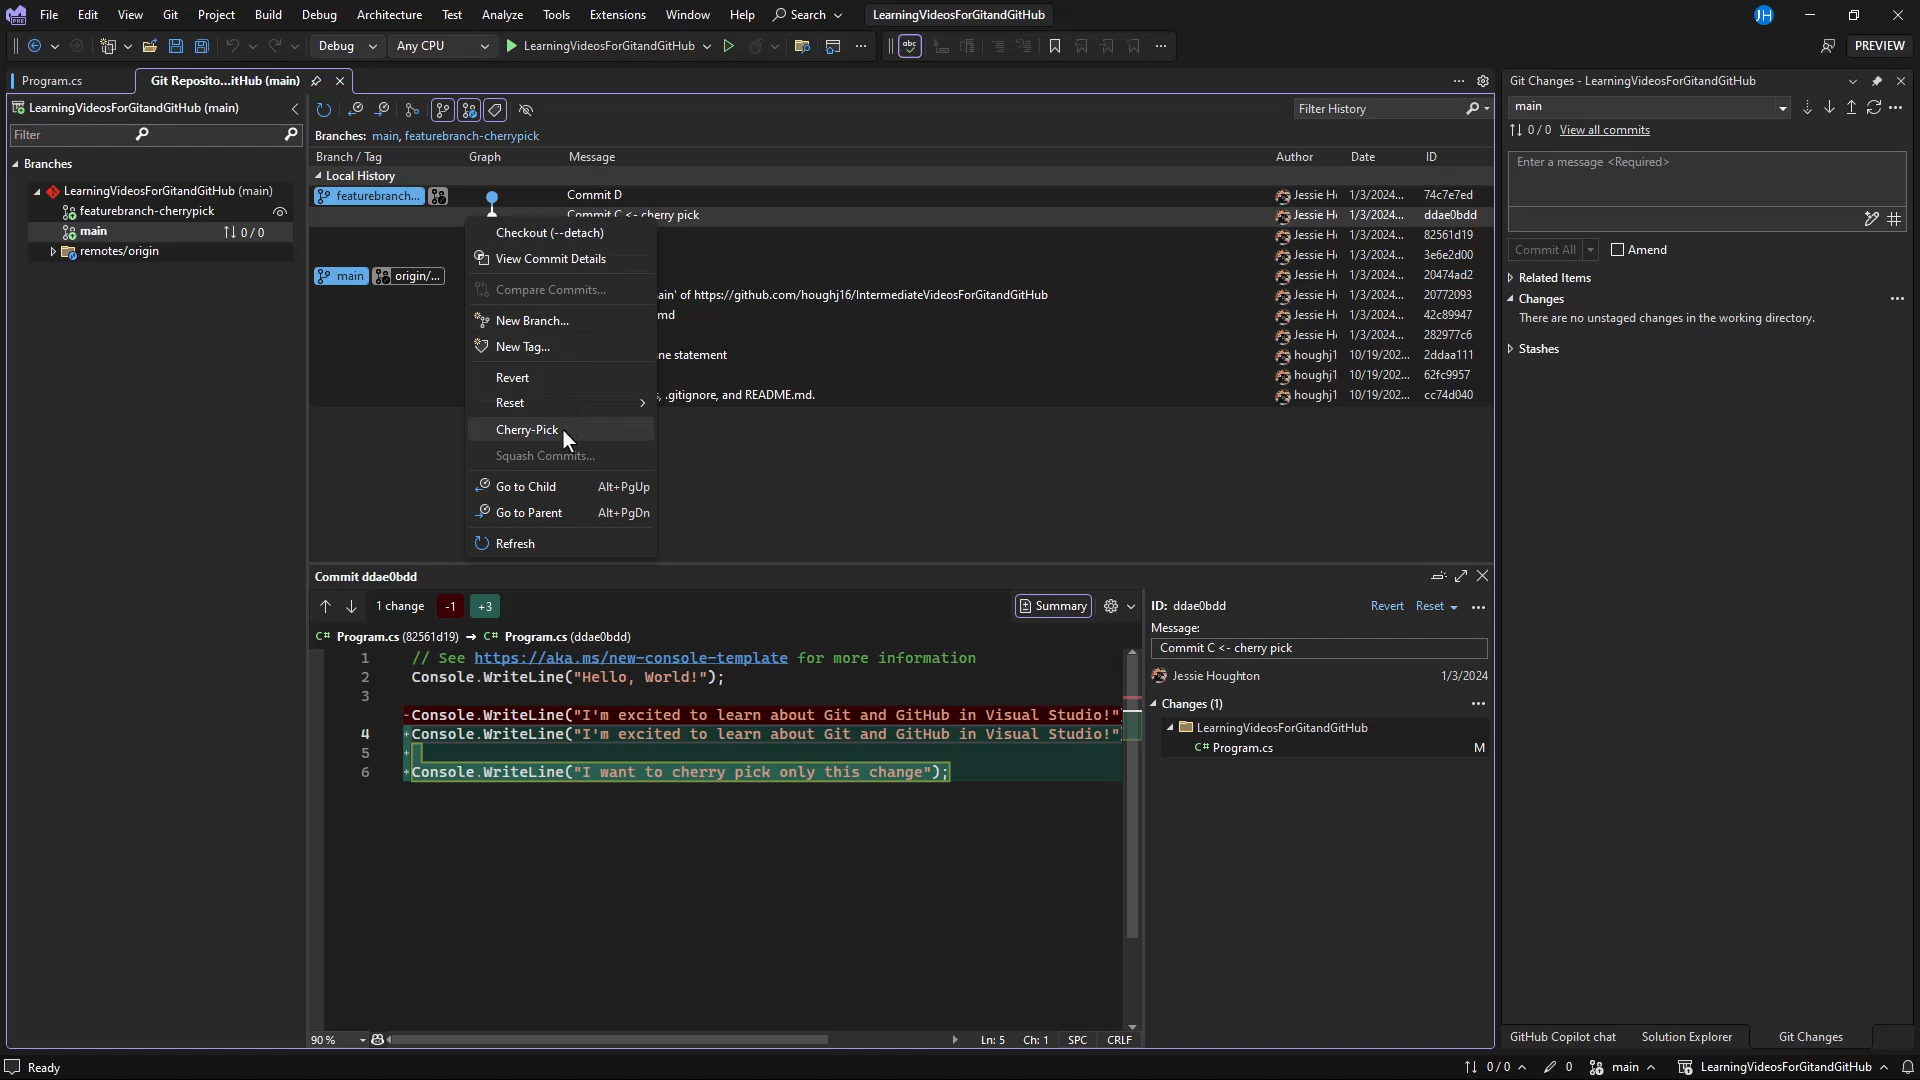 File Edit View Git Project Build Debug Architecture Test Analyze Tools Extensions Window Help Search LearningVideosForGitandGitHub JH
Debug Any CPU LearningVideosForGitandGitHub abc PREVIEW
Program.cs Git Reposito...itHub (main)
Git Changes - LearningVideosForGitandGitHub
LearningVideosForGitandGitHub (main)
Filter
Branches
LearningVideosForGitandGitHub (main)
featurebranch-cherrypick
main 0 / 0
remotes/origin
Filter History
Branches: main, featurebranch-cherrypick
Branch / Tag Graph Message Author Date ID
Local History
featurebranch... Commit D Jessie H 1/3/2024... 74c7e7ed
Commit C <- cherry pick Jessie H 1/3/2024... ddae0bdd
Jessie H 1/3/2024... 82561d19
Jessie H 1/3/2024... 3e6e2d00
main origin/... Jessie H 1/3/2024... 20474ad2
ain' of https://github.com/houghj16/IntermediateVideosForGitandGitHub Jessie H 1/3/2024... 20772093
md Jessie H 1/3/2024... 42c89947
Jessie H 1/3/2024... 282977c6
ne statement houghj1 10/19/202... 2ddaa111
houghj1 10/19/202... 62fc9957
s, .gitignore, and README.md. houghj1 10/19/202... cc74d040
Checkout (--detach)
View Commit Details
Compare Commits...
New Branch...
New Tag...
Revert
Reset
Cherry-Pick
Squash Commits...
Go to Child Alt+PgUp
Go to Parent Alt+PgDn
Refresh
Commit ddae0bdd
1 change -1 +3 Summary
Program.cs (82561d19) → C# Program.cs (ddae0bdd)
1 // See https://aka.ms/new-console-template for more information
2 Console.WriteLine("Hello, World!");
3
-Console.WriteLine("I'm excited to learn about Git and GitHub in Visual Studio!"
4 +Console.WriteLine("I'm excited to learn about Git and GitHub in Visual Studio!"
5 +
6 +Console.WriteLine("I want to cherry pick only this change");
90 % Ln: 5 Ch: 1 SPC CRLF
ID: ddae0bdd Revert Reset
Message:
Commit C <- cherry pick
Jessie Houghton 1/3/2024
Changes (1)
LearningVideosForGitandGitHub
C# Program.cs M
main
0 / 0 View all commits
Enter a message <Required>
Commit All Amend
Related Items
Changes
There are no unstaged changes in the working directory.
Stashes
GitHub Copilot chat Solution Explorer Git Changes
Ready 0 / 0 0 main LearningVideosForGitandGitHub